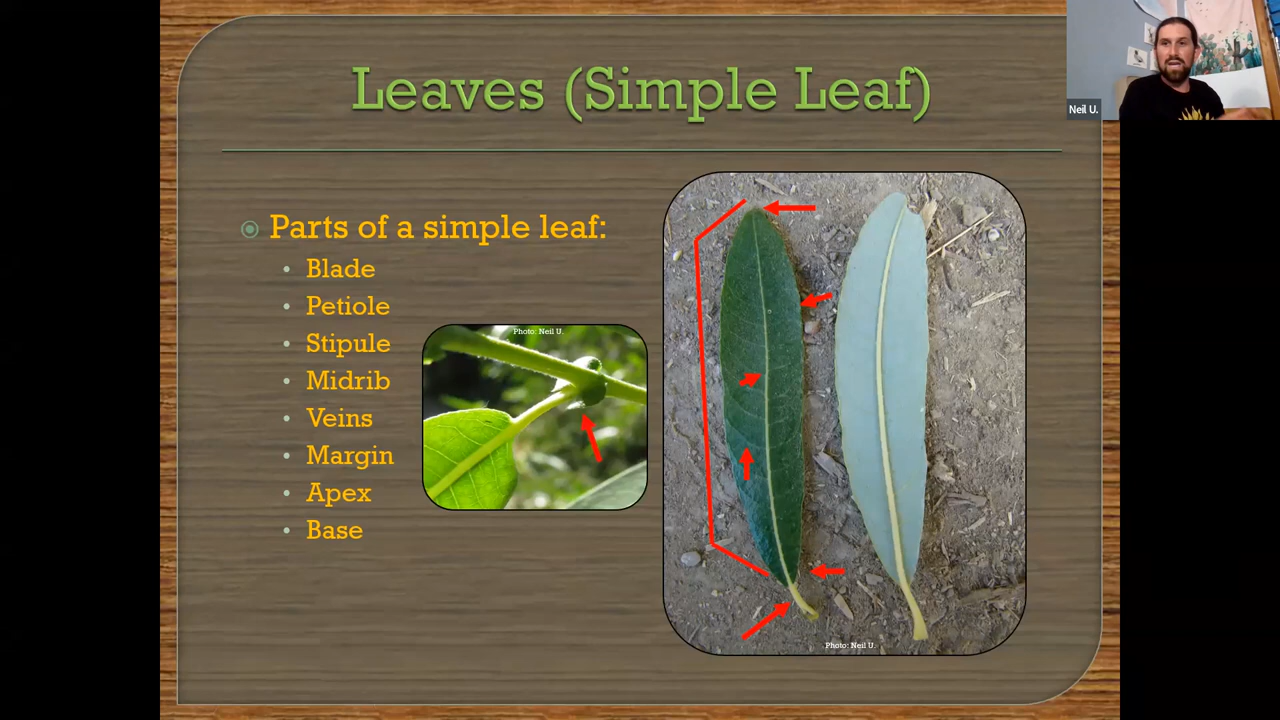 Leaves (Simple Leaf)
Neil U.
Parts of a simple leaf:
Blade
Petiole
Stipule
Midrib
Veins
Margin
Apex
Base
Photo: Neil U.
Photo: Neil U.